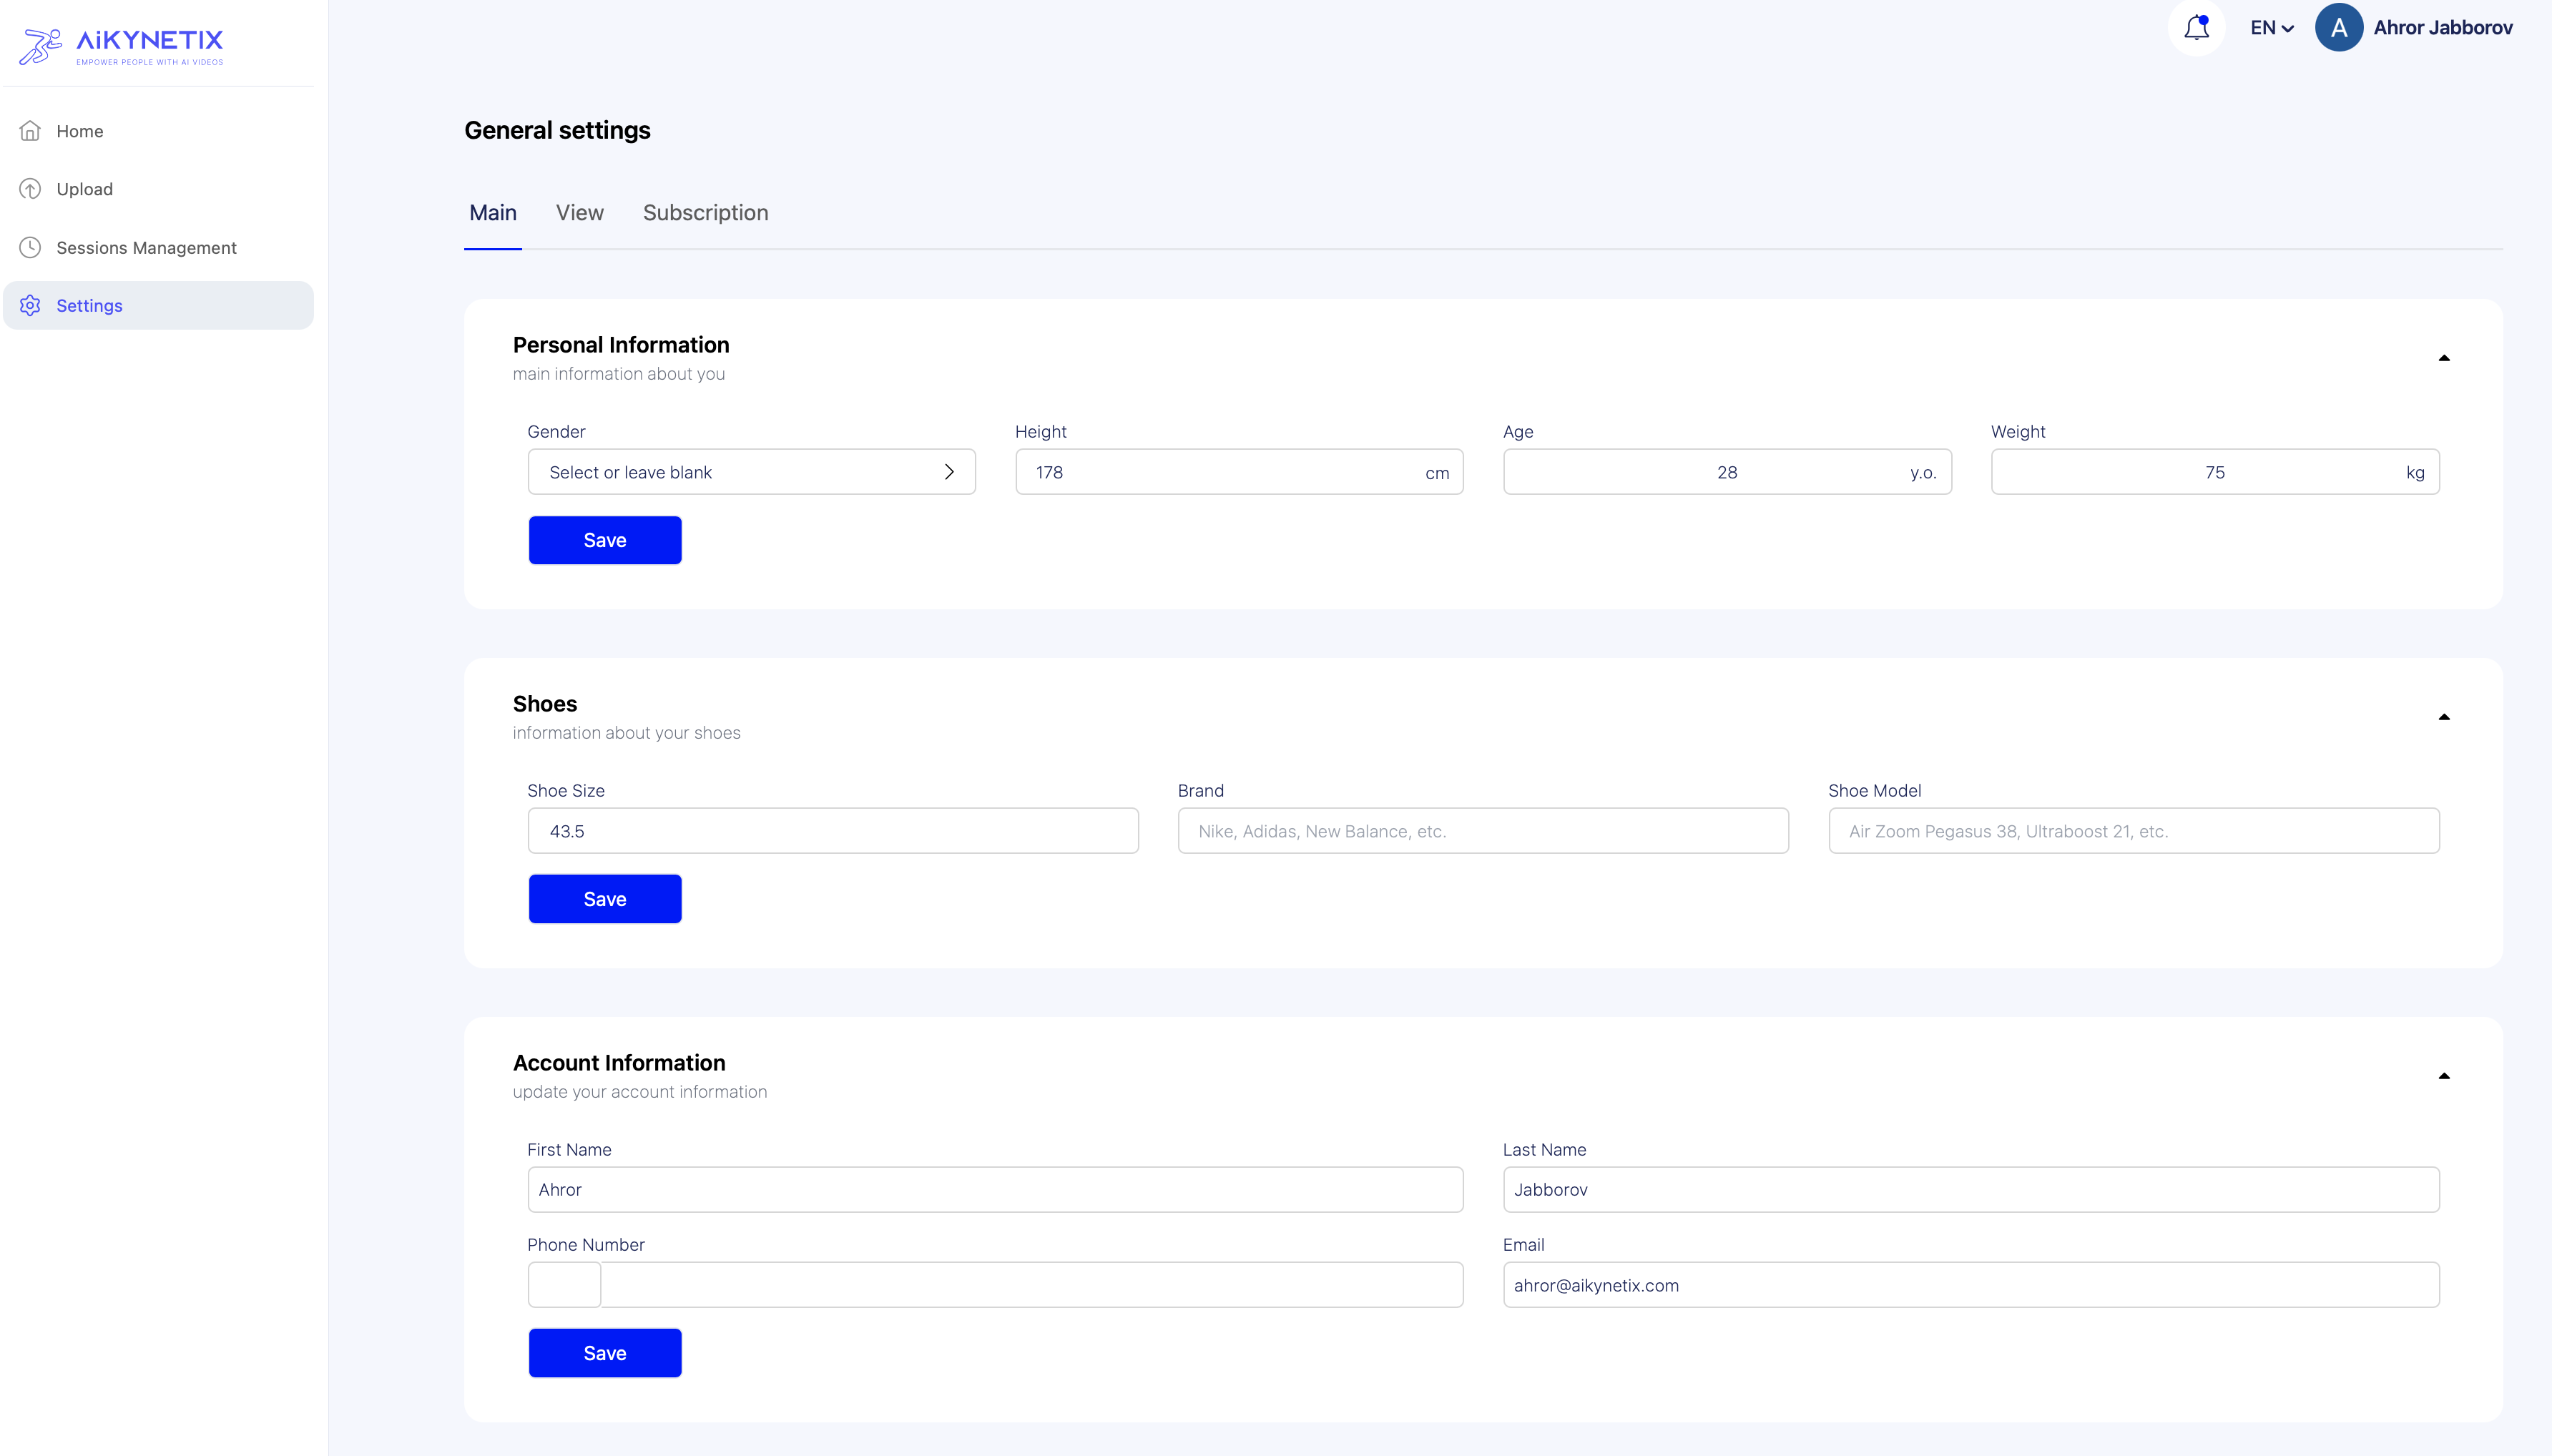 AiKYNETIX
EMPOWER PEOPLE WITH AI VIDEOS
Home
Upload
Sessions Management
Settings
EN
A
Ahror Jabborov
General settings
Main View Subscription
Personal Information
main information about you
Gender Height Age Weight
Select or leave blank 178 cm 28 y.o. 75 kg
Save
Shoes
information about your shoes
Shoe Size Brand Shoe Model
43.5 Nike, Adidas, New Balance, etc. Air Zoom Pegasus 38, Ultraboost 21, etc.
Save
Account Information
update your account information
First Name Last Name
Ahror Jabborov
Phone Number Email
ahror@aikynetix.com
Save